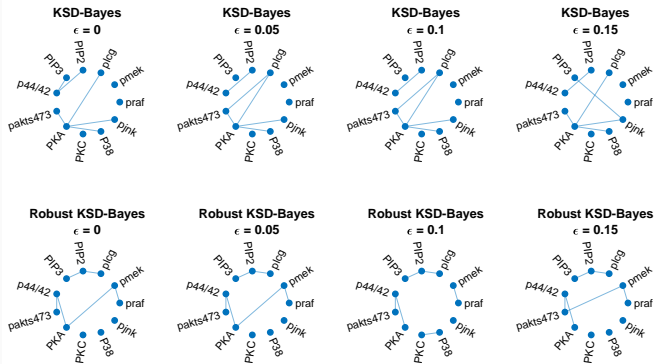 KSD-Bayes
ϵ = 0
PIP2
plcg
PIP3
pmek
p44/42
praf
pakts473
pjnk
PKA
P38
PKC
KSD-Bayes
ϵ = 0.05
PIP2
plcg
PIP3
pmek
p44/42
praf
pakts473
pjnk
PKA
P38
PKC
KSD-Bayes
ϵ = 0.1
PIP2
plcg
PIP3
pmek
p44/42
praf
pakts473
pjnk
PKA
P38
PKC
KSD-Bayes
ϵ = 0.15
PIP2
plcg
PIP3
pmek
p44/42
praf
pakts473
pjnk
PKA
P38
PKC
Robust KSD-Bayes
ϵ = 0
PIP2
plcg
PIP3
pmek
p44/42
praf
pakts473
pjnk
PKA
P38
PKC
Robust KSD-Bayes
ϵ = 0.05
PIP2
plcg
PIP3
pmek
p44/42
praf
pakts473
pjnk
PKA
P38
PKC
Robust KSD-Bayes
ϵ = 0.1
PIP2
plcg
PIP3
pmek
p44/42
praf
pakts473
pjnk
PKA
P38
PKC
Robust KSD-Bayes
ϵ = 0.15
PIP2
plcg
PIP3
pmek
p44/42
praf
pakts473
pjnk
PKA
P38
PKC